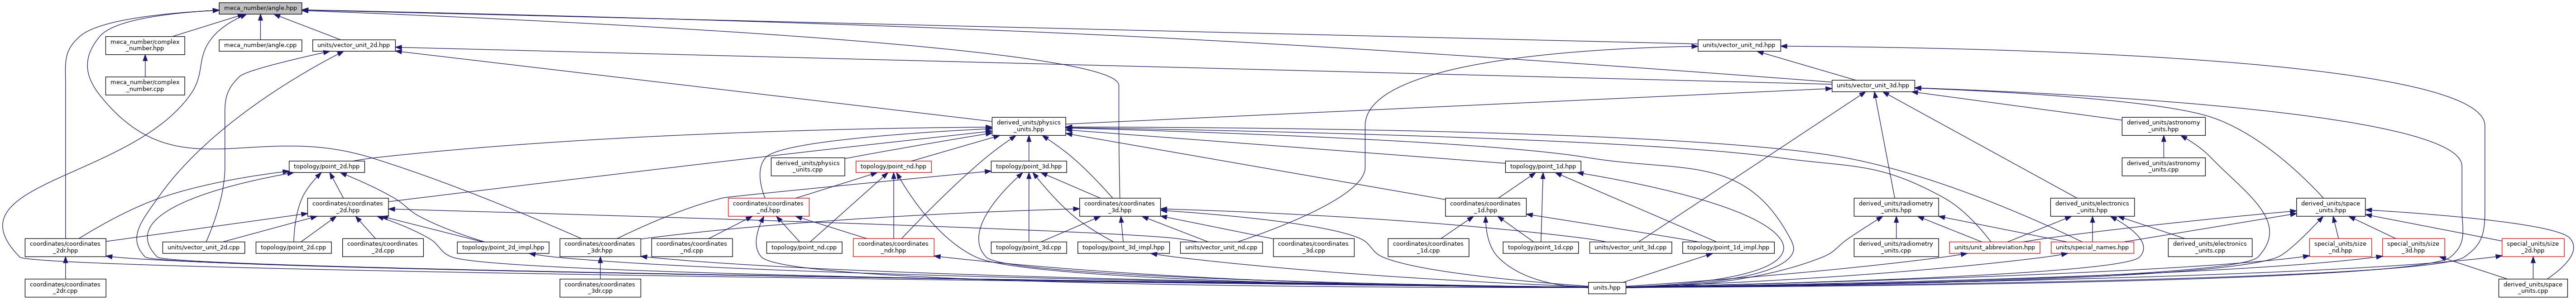 meca_number/angle.hpp
meca_number/complex
_number.hpp
meca_number/angle.cpp
units/vector_unit_2d.hpp
units/vector_unit_nd.hpp
meca_number/complex
_number.cpp
units/vector_unit_3d.hpp
derived_units/physics
_units.hpp
derived_units/astronomy
_units.hpp
topology/point_2d.hpp
derived_units/physics
_units.cpp
topology/point_nd.hpp
topology/point_3d.hpp
topology/point_1d.hpp
derived_units/astronomy
_units.cpp
coordinates/coordinates
_2d.hpp
coordinates/coordinates
_nd.hpp
coordinates/coordinates
_3d.hpp
coordinates/coordinates
_1d.hpp
derived_units/radiometry
_units.hpp
derived_units/electronics
_units.hpp
derived_units/space
_units.hpp
coordinates/coordinates
_2dr.hpp
units/vector_unit_2d.cpp
topology/point_2d.cpp
coordinates/coordinates
_2d.cpp
topology/point_2d_impl.hpp
coordinates/coordinates
_3dr.hpp
coordinates/coordinates
_nd.cpp
topology/point_nd.cpp
coordinates/coordinates
_ndr.hpp
topology/point_3d.cpp
topology/point_3d_impl.hpp
units/vector_unit_nd.cpp
coordinates/coordinates
_3d.cpp
units/vector_unit_3d.cpp
coordinates/coordinates
_1d.cpp
topology/point_1d.cpp
topology/point_1d_impl.hpp
derived_units/radiometry
_units.cpp
units/unit_abbreviation.hpp
units/special_names.hpp
derived_units/electronics
_units.cpp
special_units/size
_nd.hpp
special_units/size
_3d.hpp
special_units/size
_2d.hpp
coordinates/coordinates
_2dr.cpp
coordinates/coordinates
_3dr.cpp
units.hpp
derived_units/space
_units.cpp